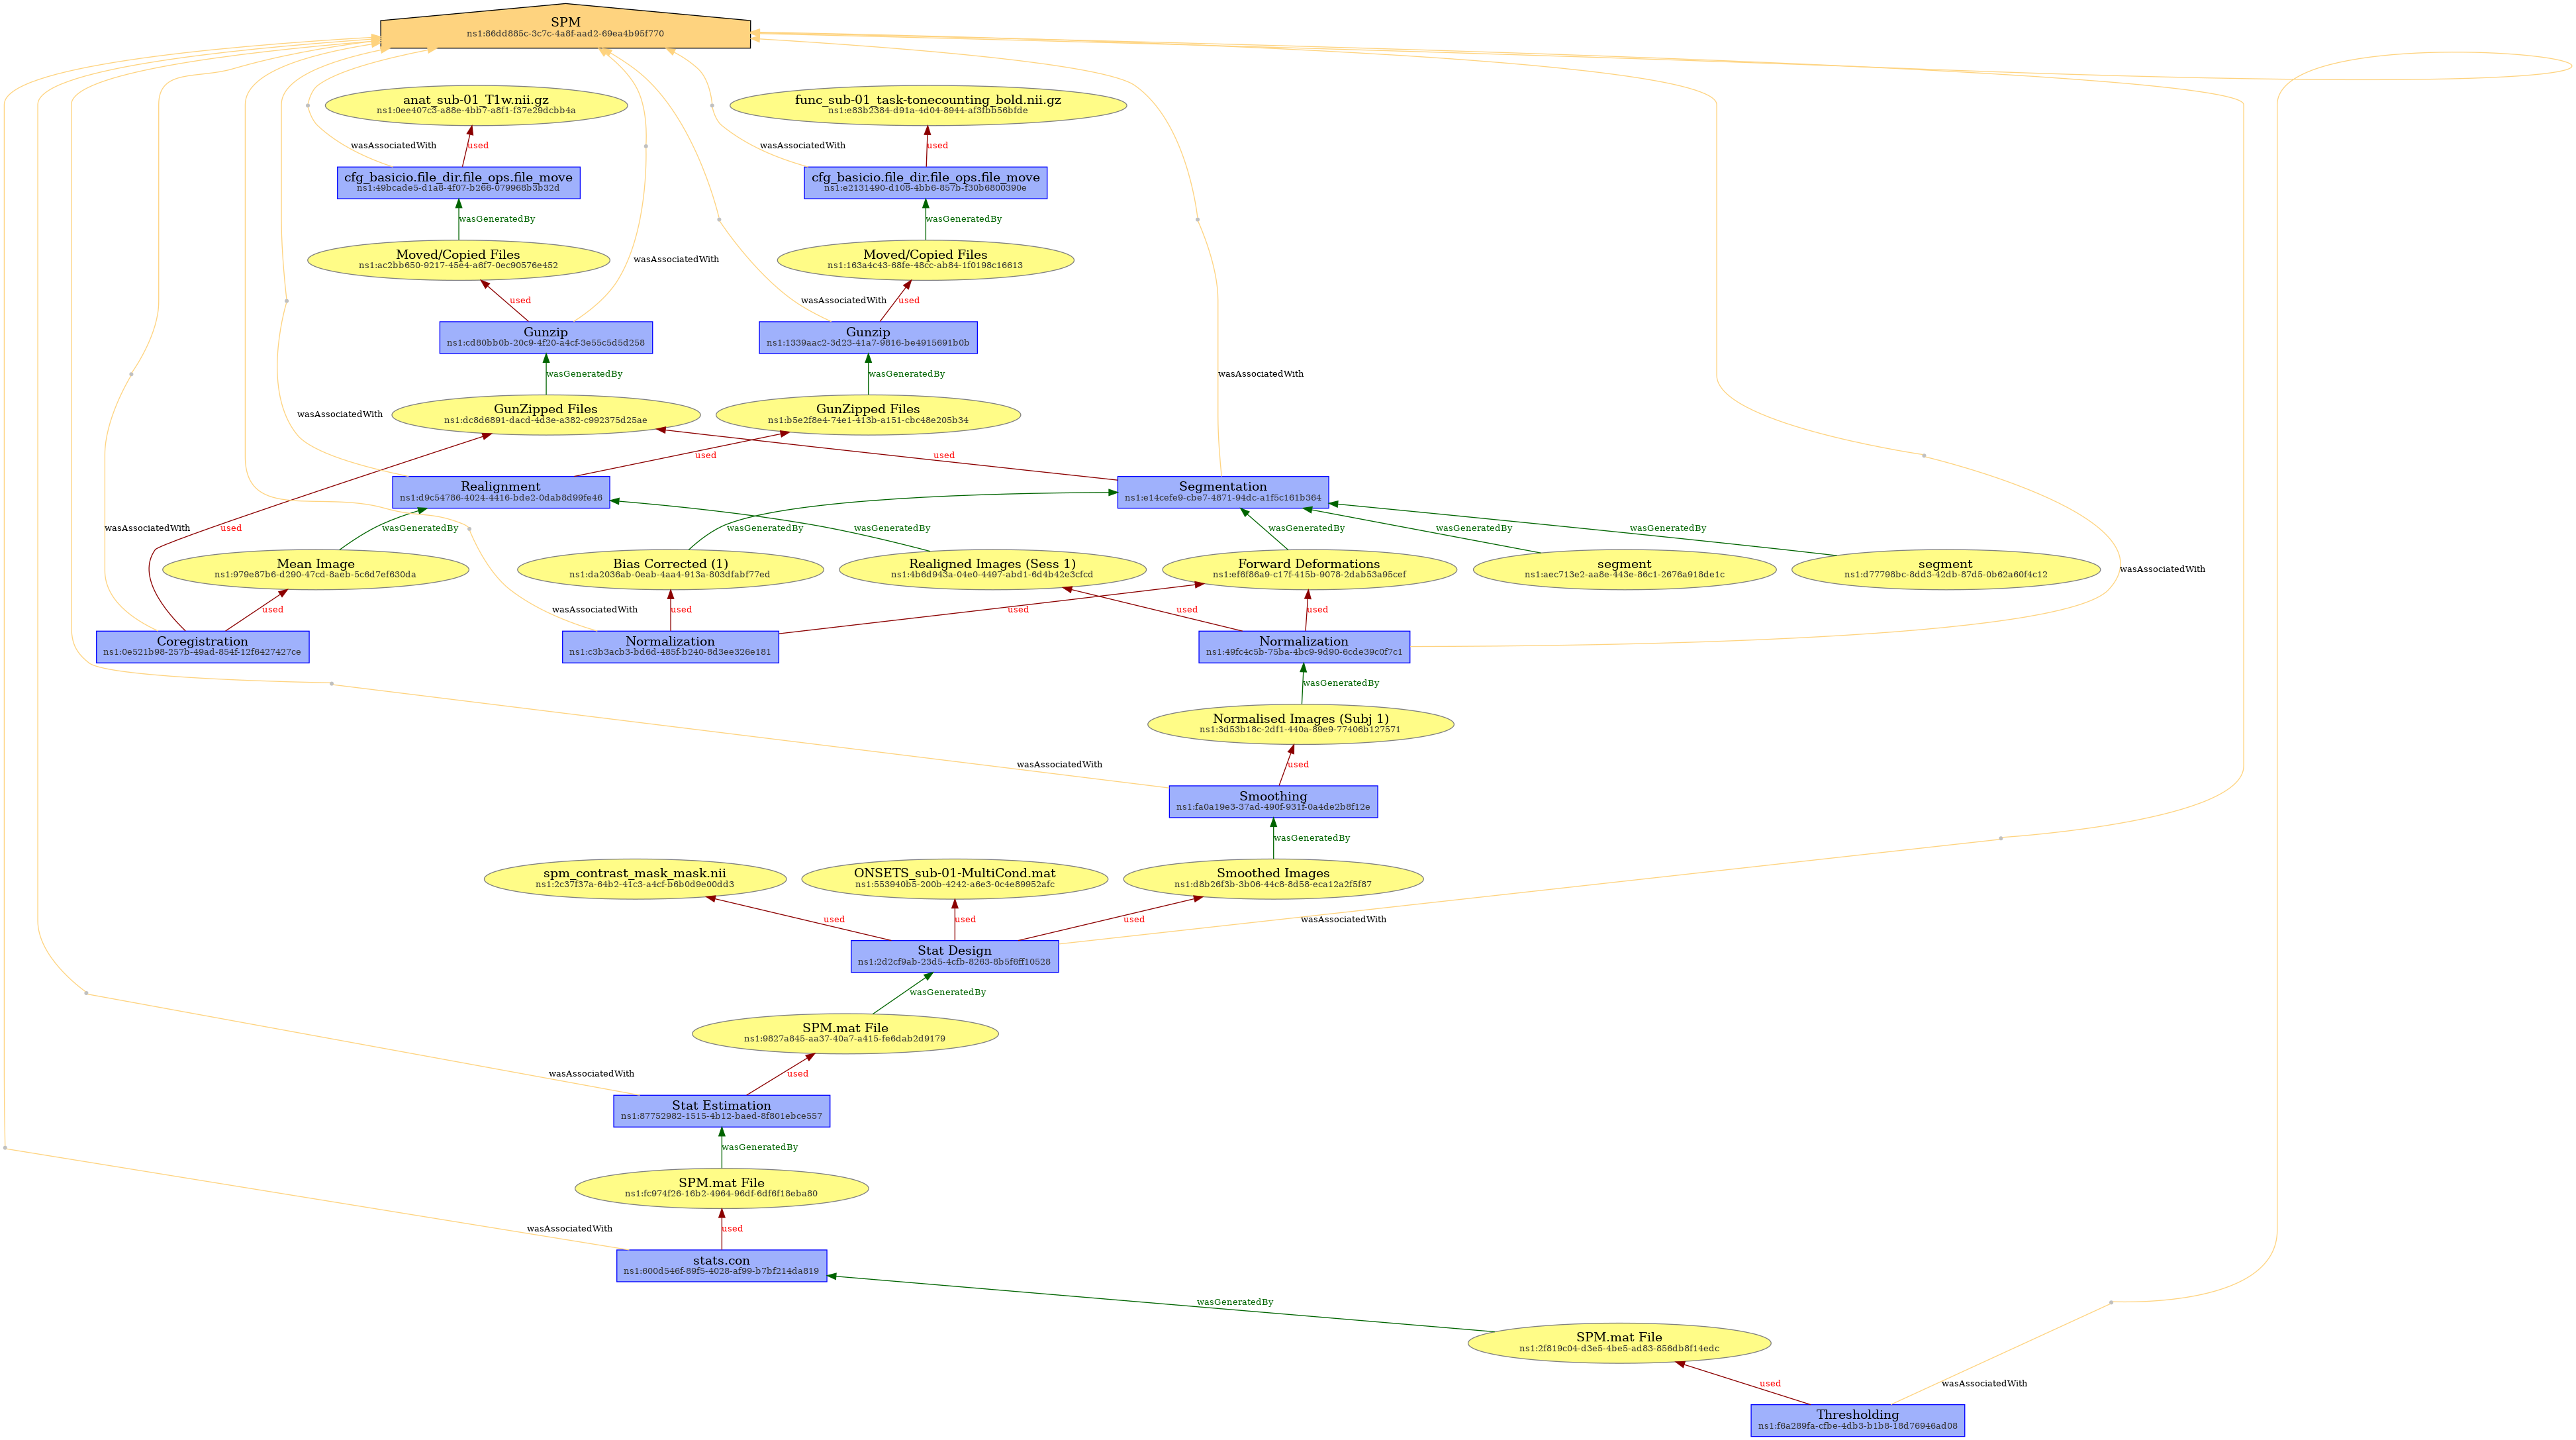 SPM
ns1:86dd885c-3c7c-4a8f-aad2-69ea4b95f770
anat_sub-01_T1w.nii.gz
ns1:0ee407c3-a88e-4bb7-a8f1-f37e29dcbb4a
func_sub-01_task-tonecounting_bold.nii.gz
ns1:e83b2384-d91a-4d04-8944-af3fbb56bfde
wasAssociatedWith
used
wasAssociatedWith
used
cfg_basicio.file_dir.file_ops.file_move
ns1:49bcade5-d1a8-4f07-b266-079968b3b32d
cfg_basicio.file_dir.file_ops.file_move
ns1:e2131490-d108-4bb6-857b-f30b6800390e
wasGeneratedBy
wasGeneratedBy
Moved/Copied Files
ns1:ac2bb650-9217-45e4-a6f7-0ec90576e452
wasAssociatedWith
Moved/Copied Files
ns1:163a4c43-68fe-48cc-ab84-1f0198c16613
used
wasAssociatedWith
used
Gunzip
ns1:cd80bb0b-20c9-4f20-a4cf-3e55c5d5d258
Gunzip
ns1:1339aac2-3d23-41a7-9816-be4915691b0b
wasGeneratedBy
wasGeneratedBy
wasAssociatedWith
wasAssociatedWith
GunZipped Files
ns1:dc8d6891-dacd-4d3e-a382-c992375d25ae
GunZipped Files
ns1:b5e2f8e4-74e1-413b-a151-cbc48e205b34
used
used
Realignment
ns1:d9c54786-4024-4416-bde2-0dab8d99fe46
Segmentation
ns1:e14cefe9-cbe7-4871-94dc-a1f5c161b364
wasAssociatedWith
used
wasGeneratedBy
wasGeneratedBy
wasGeneratedBy
wasGeneratedBy
wasGeneratedBy
wasGeneratedBy
Mean Image
ns1:979e87b6-d290-47cd-8aeb-5c6d7ef630da
Bias Corrected (1)
ns1:da2036ab-0eab-4aa4-913a-803dfabf77ed
Realigned Images (Sess 1)
ns1:4b6d943a-04e0-4497-abd1-6d4b42e3cfcd
Forward Deformations
ns1:ef6f86a9-c17f-415b-9078-2dab53a95cef
segment
ns1:aec713e2-aa8e-443e-86c1-2676a918de1c
segment
ns1:d77798bc-8dd3-42db-87d5-0b62a60f4c12
wasAssociatedWith
used
wasAssociatedWith
used
used
used
used
Coregistration
ns1:0e521b98-257b-49ad-854f-12f6427427ce
Normalization
ns1:c3b3acb3-bd6d-485f-b240-8d3ee326e181
Normalization
ns1:49fc4c5b-75ba-4bc9-9d90-6cde39c0f7c1
wasGeneratedBy
Normalised Images (Subj 1)
ns1:3d53b18c-2df1-440a-89e9-77406b127571
wasAssociatedWith
used
Smoothing
ns1:fa0a19e3-37ad-490f-931f-0a4de2b8f12e
wasGeneratedBy
spm_contrast_mask_mask.nii
ns1:2c37f37a-64b2-41c3-a4cf-b6b0d9e00dd3
ONSETS_sub-01-MultiCond.mat
ns1:553940b5-200b-4242-a6e3-0c4e89952afc
Smoothed Images
ns1:d8b26f3b-3b06-44c8-8d58-eca12a2f5f87
used
used
used
wasAssociatedWith
Stat Design
ns1:2d2cf9ab-23d5-4cfb-8263-8b5f6ff10528
wasGeneratedBy
SPM.mat File
ns1:9827a845-aa37-40a7-a415-fe6dab2d9179
wasAssociatedWith
used
Stat Estimation
ns1:87752982-1515-4b12-baed-8f801ebce557
wasGeneratedBy
SPM.mat File
ns1:fc974f26-16b2-4964-96df-6df6f18eba80
wasAssociatedWith
used
stats.con
ns1:600d546f-89f5-4028-af99-b7bf214da819
wasGeneratedBy
SPM.mat File
ns1:2f819c04-d3e5-4be5-ad83-856db8f14edc
used
wasAssociatedWith
Thresholding
ns1:f6a289fa-cfbe-4db3-b1b8-18d76946ad08